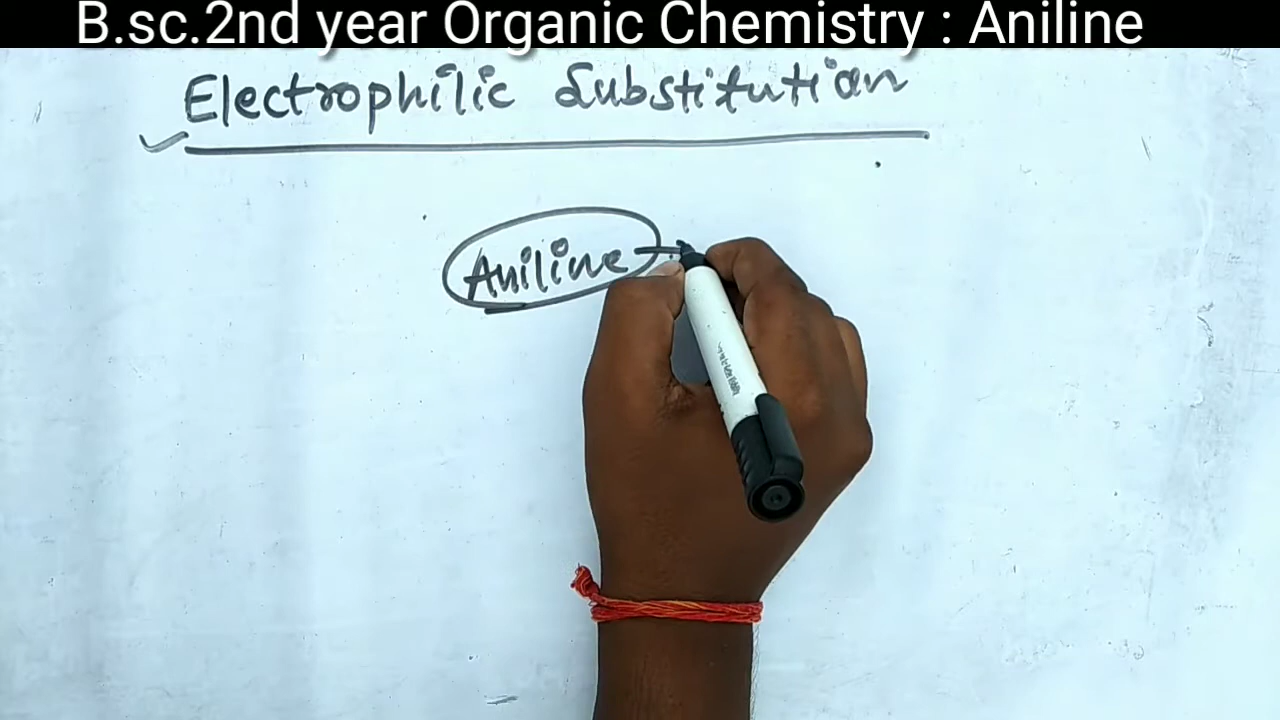 B.sc.2nd year Organic Chemistry : Aniline
Electrophilic Substitution
Aniline